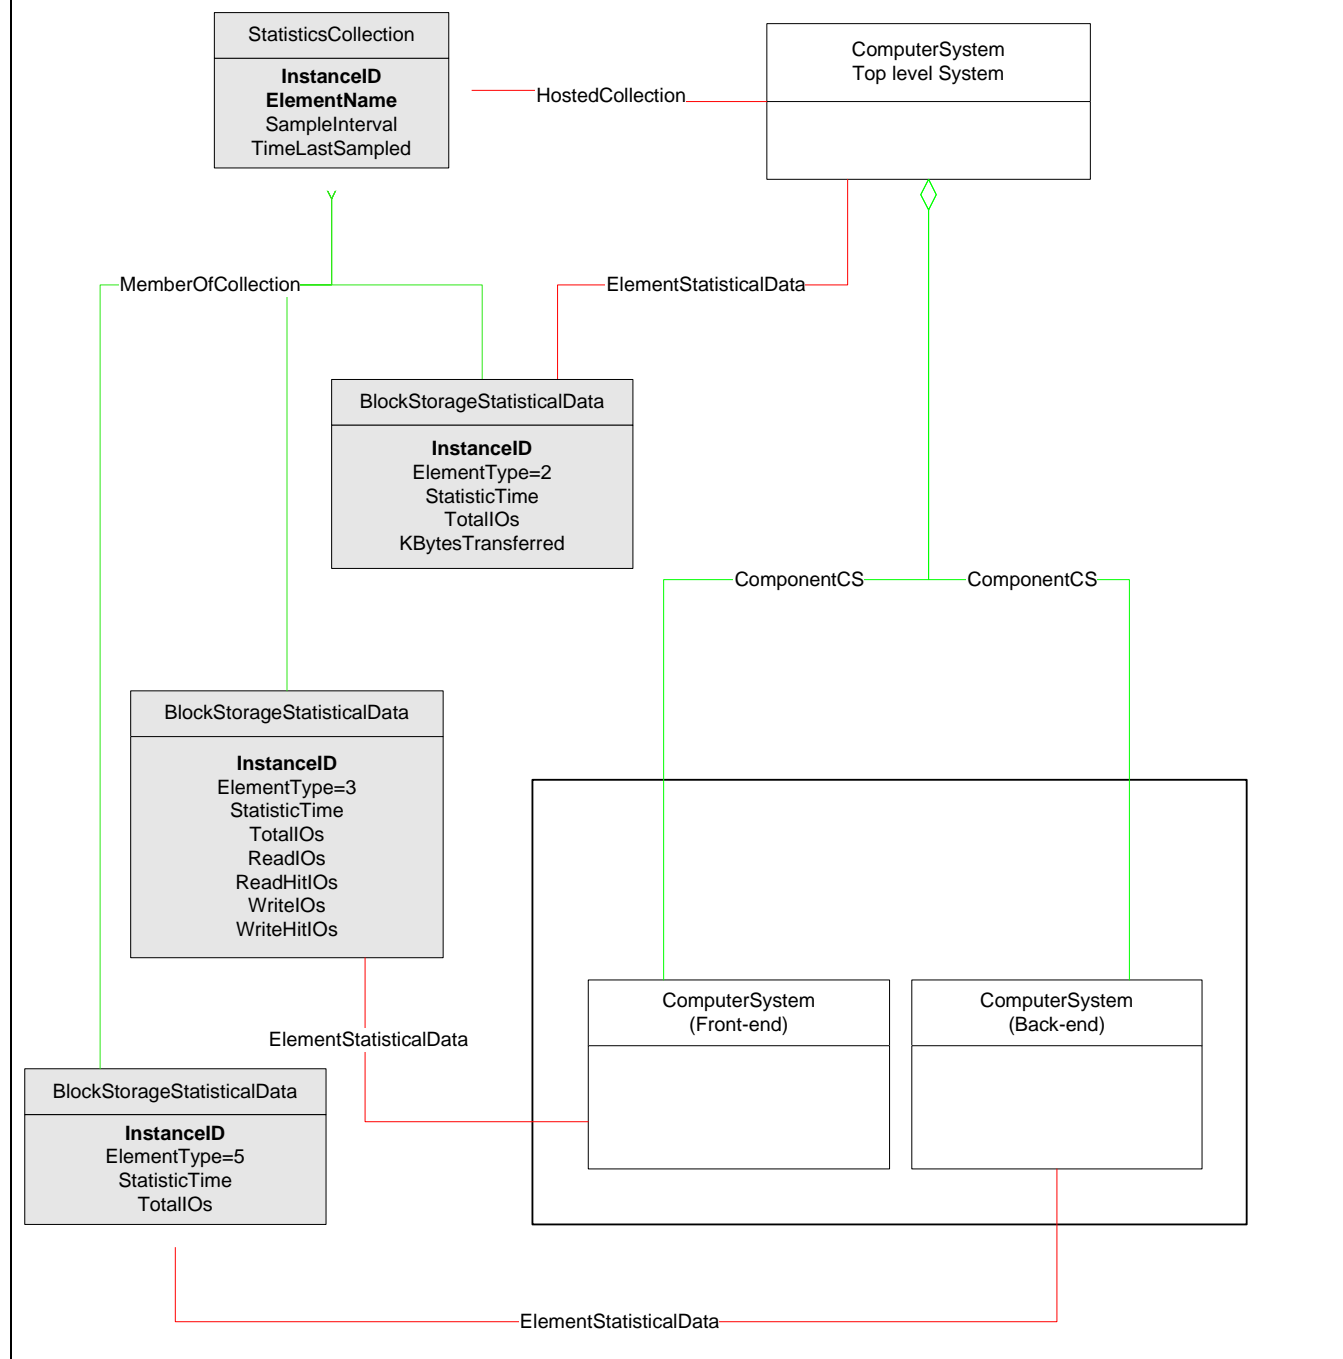 StatisticsCollection
InstanceID
ElementName
SampleInterval
TimeLastSampled
HostedCollection
ComputerSystem
Top level System
MemberOfCollection
ElementStatisticalData
BlockStorageStatisticalData
InstanceID
ElementType=2
StatisticTime
TotalIOs
KBytesTransferred
ComponentCS
ComponentCS
BlockStorageStatisticalData
InstanceID
ElementType=3
StatisticTime
TotalIOs
ReadIOs
ReadHitIOs
WriteIOs
WriteHitIOs
ComputerSystem
(Front-end)
ComputerSystem
(Back-end)
ElementStatisticalData
BlockStorageStatisticalData
InstanceID
ElementType=5
StatisticTime
TotalIOs
ElementStatisticalData